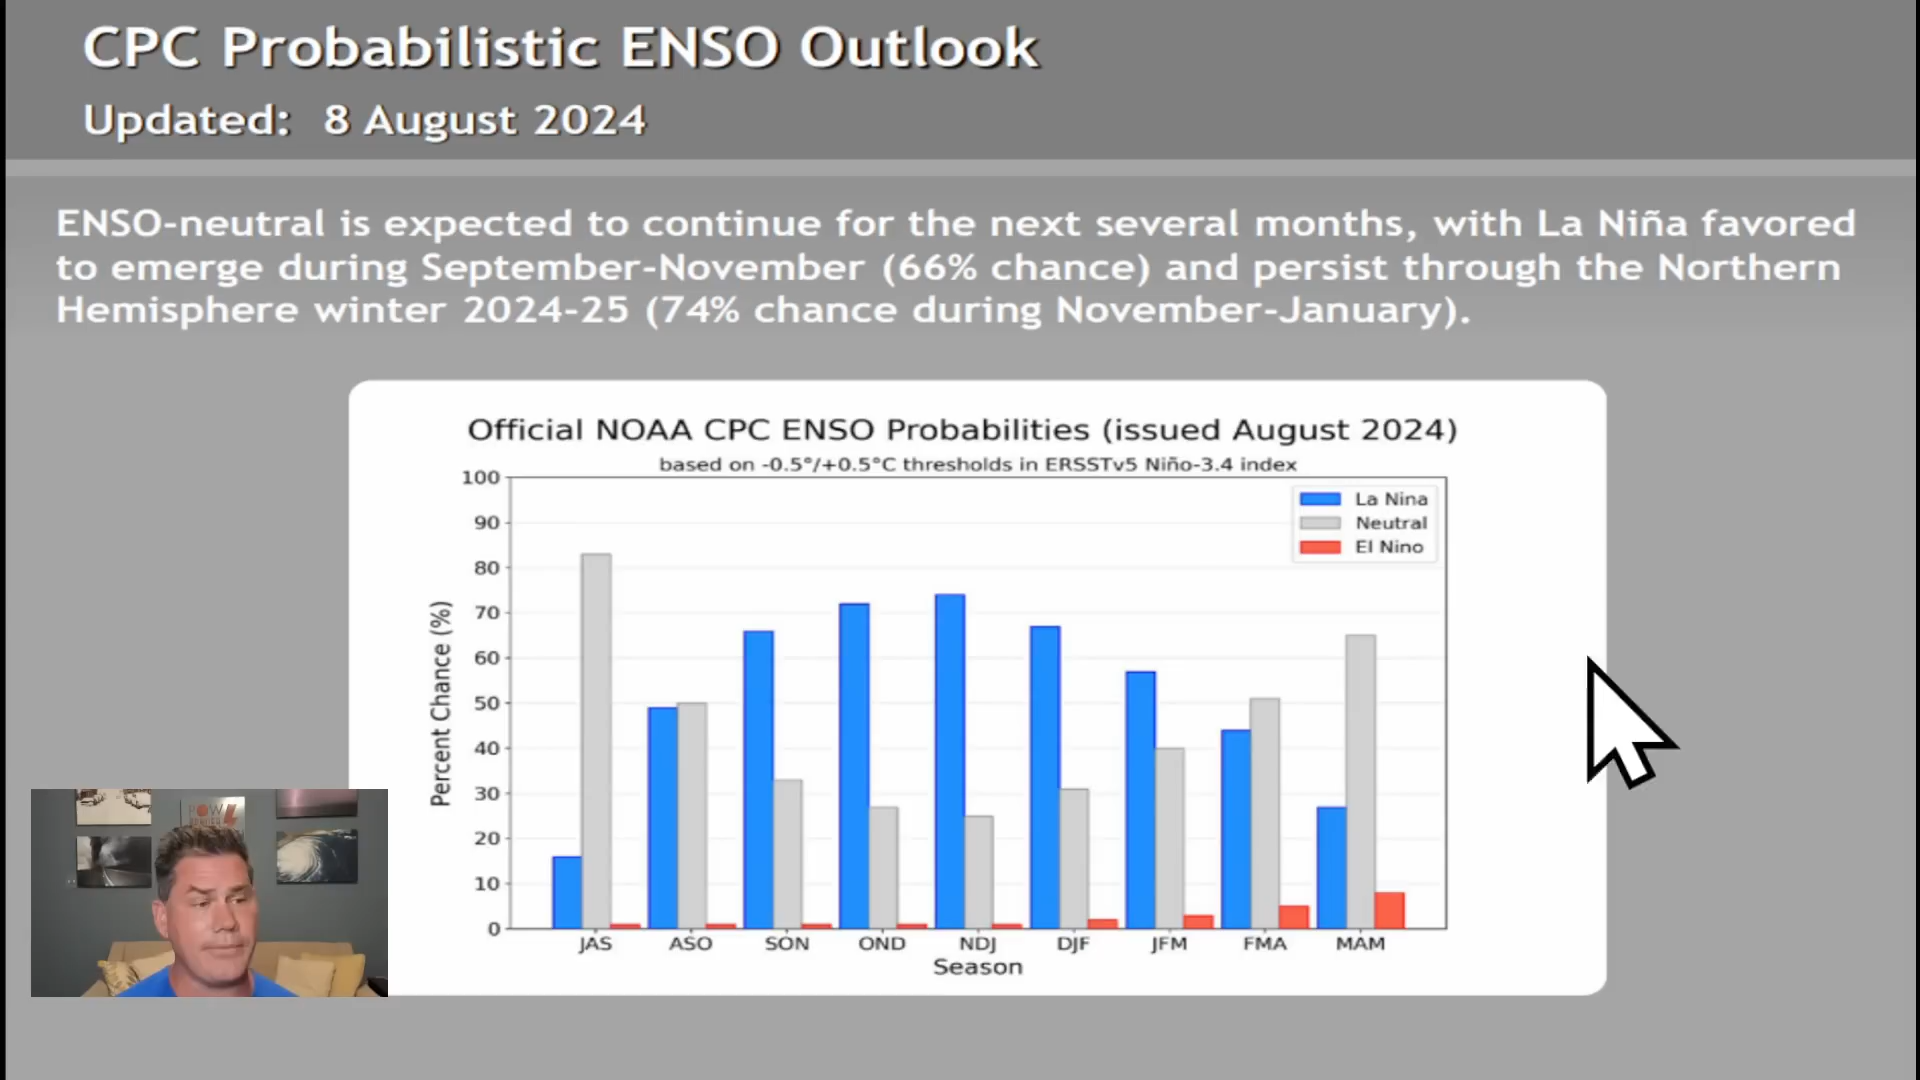 CPC Probabilistic ENSO Outlook
Updated: 8 August 2024
ENSO-neutral is expected to continue for the next several months, with La Niña favored
to emerge during September-November (66% chance) and persist through the Northern
Hemisphere winter 2024-25 (74% chance during November-January).
Official NOAA CPC ENSO Probabilities (issued August 2024)
based on -0.5°/+0.5°C thresholds in ERSSTv5 Niño-3.4 index
La Nina
Neutral
El Nino
Percent Chance (%)
100
90
80
70
60
50
40
30
20
10
0
JAS ASO SON OND NDJ DJF JFM FMA MAM
Season
HOW